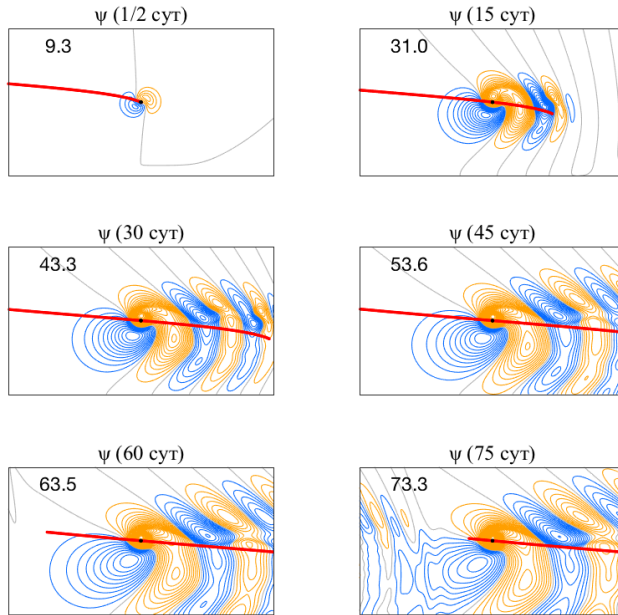 ψ (1/2 сут)
9.3
ψ (15 сут)
31.0
ψ (30 сут)
43.3
ψ (45 сут)
53.6
ψ (60 сут)
63.5
ψ (75 сут)
73.3